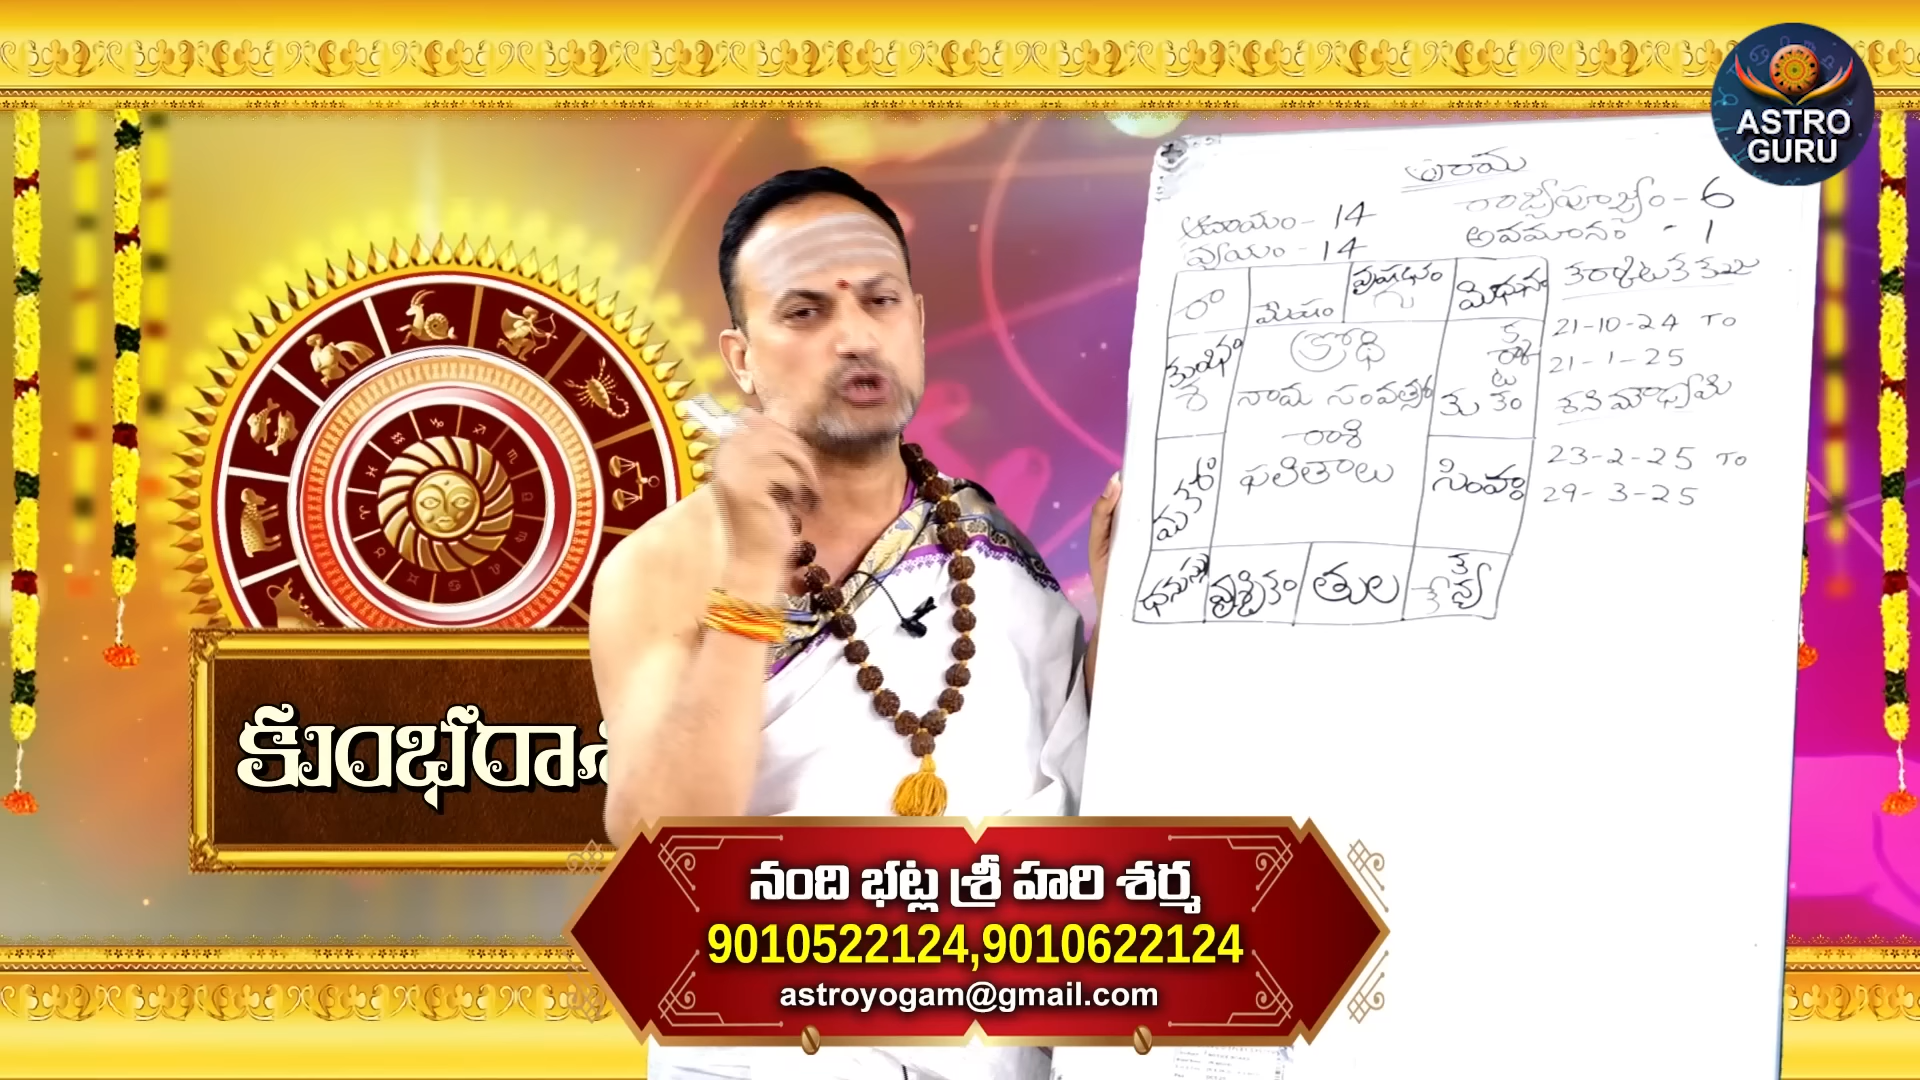 ASTRO
GURU
శ్రీరామ
ఆదాయం - 14
వ్యయం - 14
రాజ్యపూజ్యం - 6
అవమానం - 1
రా
మేషం
వృషభం
గు
మిథునం
కుంభం
శ
క్రోధి
నామ సంవత్సర
రాశి
ఫలితాలు
కర్కాటక
కు
మకరం
సింహం
ధనుస్సు
వృశ్చికం
తుల
కన్య
కే
21-10-24 TO
21-1-25
23-2-25 TO
29-3-25
కుంభరాశి
నంది భట్ల శ్రీ హరి శర్మ
9010522124,9010622124
astroyogam@gmail.com